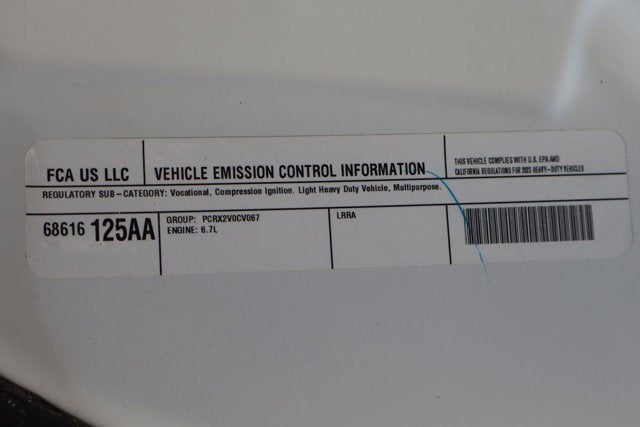 FCA US LLC
VEHICLE EMISSION CONTROL INFORMATION
THIS VEHICLE COMPLIES WITH U.S. EPA AND
CALIFORNIA REGULATIONS FOR 2023 HEAVY-DUTY VEHICLES
REGULATORY SUB-CATEGORY: Vocational, Compression Ignition. Light Heavy Duty Vehicle, Multipurpose.
68616 125AA
GROUP: PCRX2V0CV067
ENGINE: 6.7L
LRRA